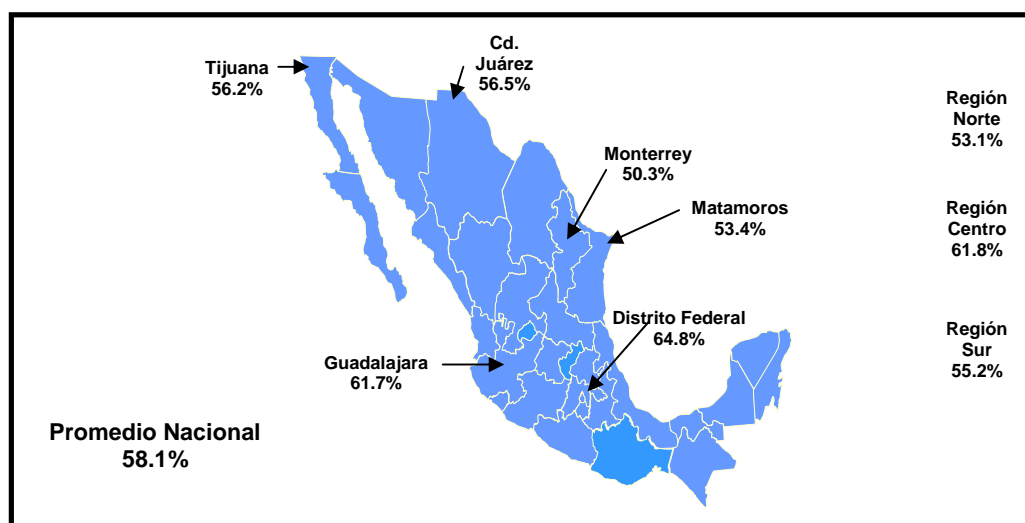 Cd.
Juárez
56.5%
Tijuana
56.2%
Región
Norte
53.1%
Monterrey
50.3%
Matamoros
53.4%
Región
Centro
61.8%
Distrito Federal
64.8%
Región
Sur
55.2%
Guadalajara
61.7%
Promedio Nacional
58.1%